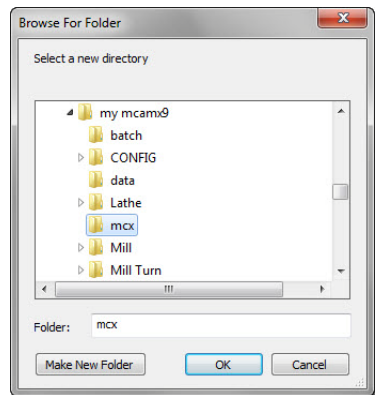 Browse For Folder
Select a new directory
my mcamx9
batch
CONFIG
data
Lathe
mcx
Mill
Mill Turn
Folder: mcx
Make New Folder OK Cancel